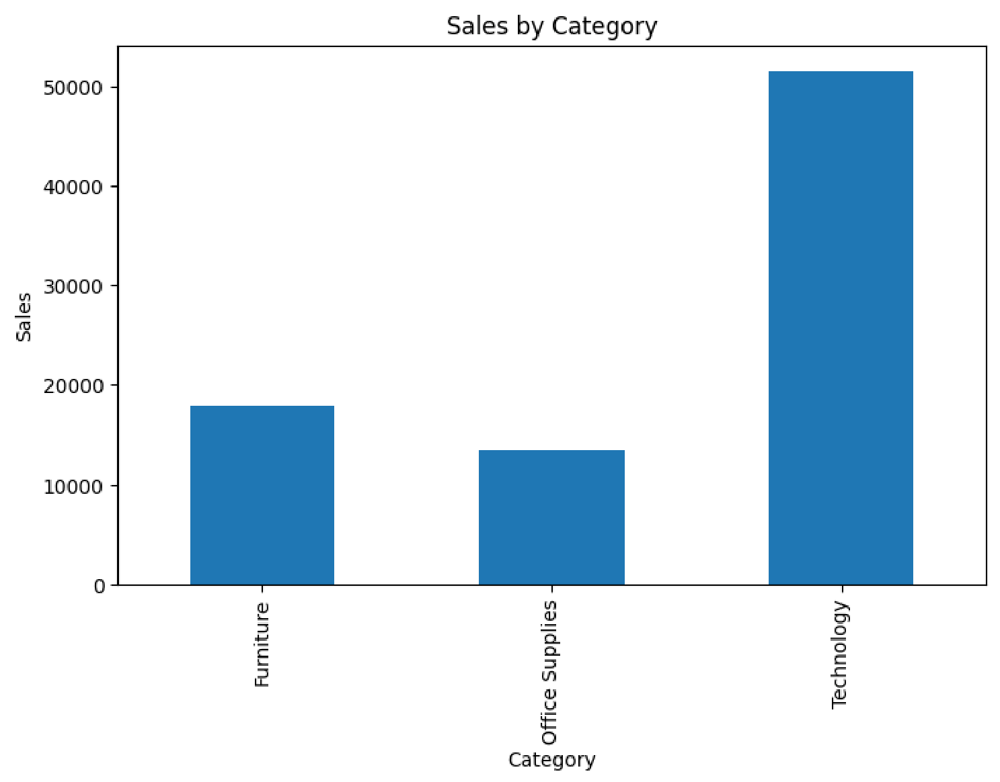 Sales by Category
50000
40000
30000
20000
10000
0
Sales
Furniture
Office Supplies
Technology
Category